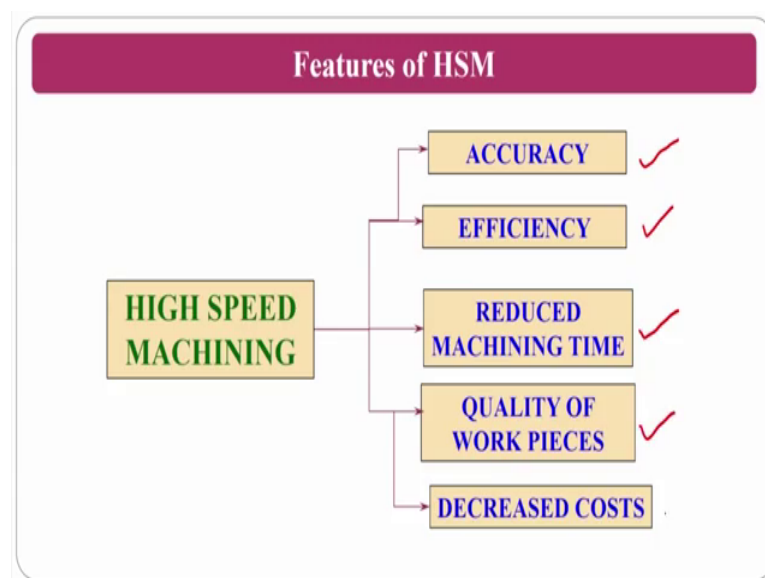 Features of HSM
HIGH SPEED
MACHINING
ACCURACY
EFFICIENCY
REDUCED
MACHINING TIME
QUALITY OF
WORK PIECES
DECREASED COSTS